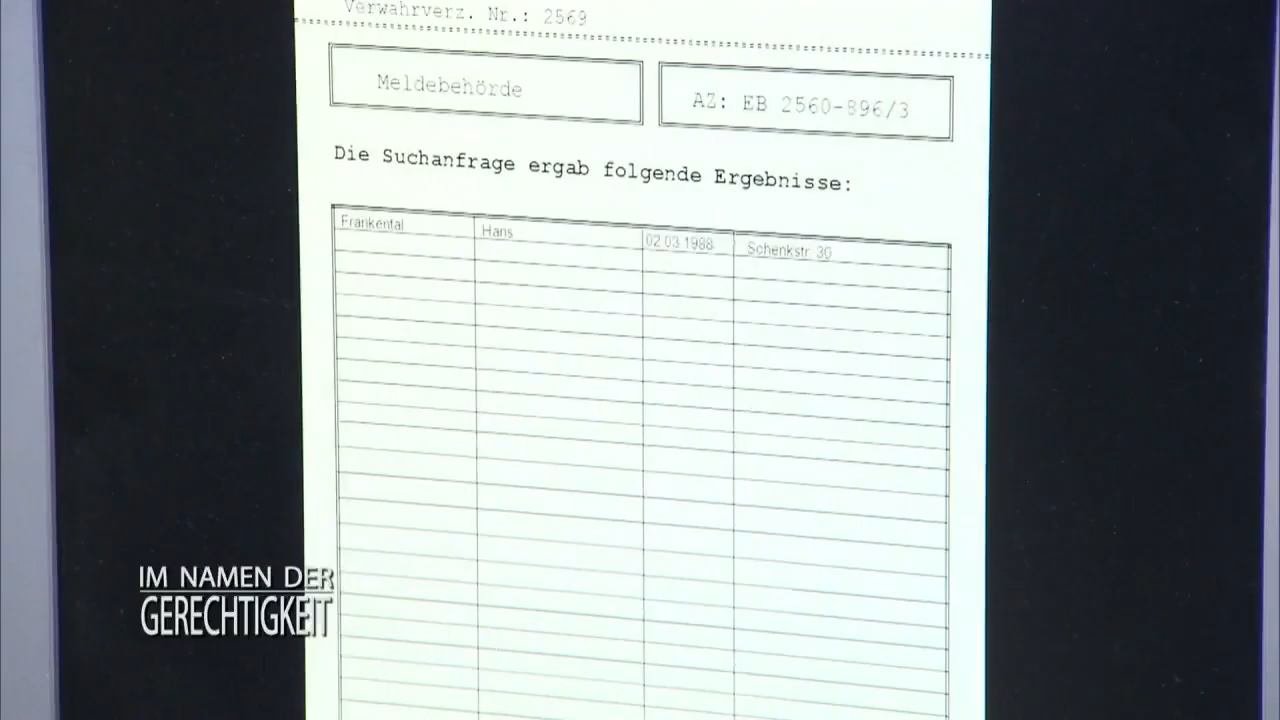 Verwahrverz. Nr.: 2569
Meldebehörde
AZ: EB 2560-896/3
Die Suchanfrage ergab folgende Ergebnisse:
Frankental Hans 02.03.1988 Schenkstr. 30
IM NAMEN DER
GERECHTIGKEIT